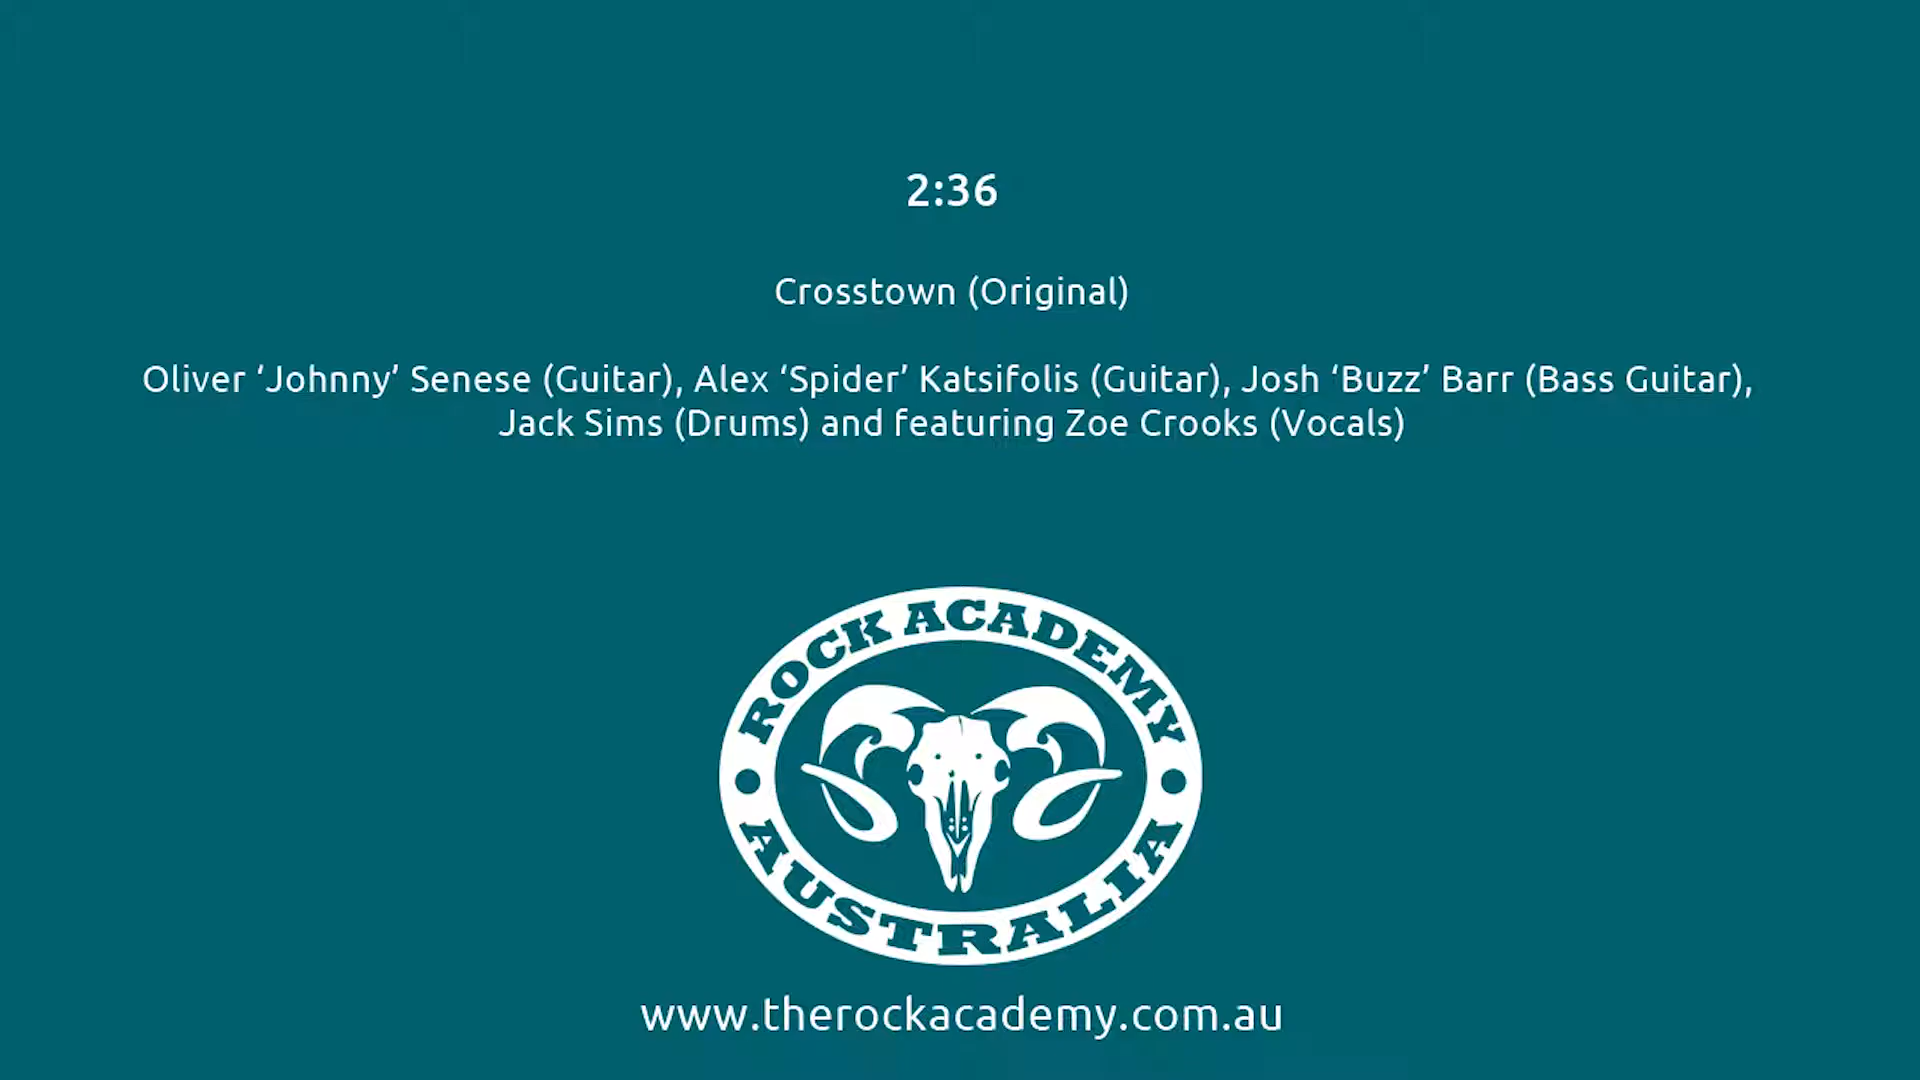 2:36
Crosstown (Original)
Oliver ‘Johnny’ Senese (Guitar), Alex ‘Spider’ Katsifolis (Guitar), Josh ‘Buzz’ Barr (Bass Guitar),
Jack Sims (Drums) and featuring Zoe Crooks (Vocals)
ROCK ACADEMY
AUSTRALIA
www.therockacademy.com.au